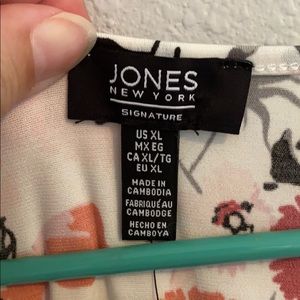 JONES
NEW YORK
SIGNATURE
US XL
MX EG
CA XL/TG
EU XL
MADE IN
CAMBODIA
FABRIQUÉ AU
CAMBODGE
HECHO EN
CAMBOYA